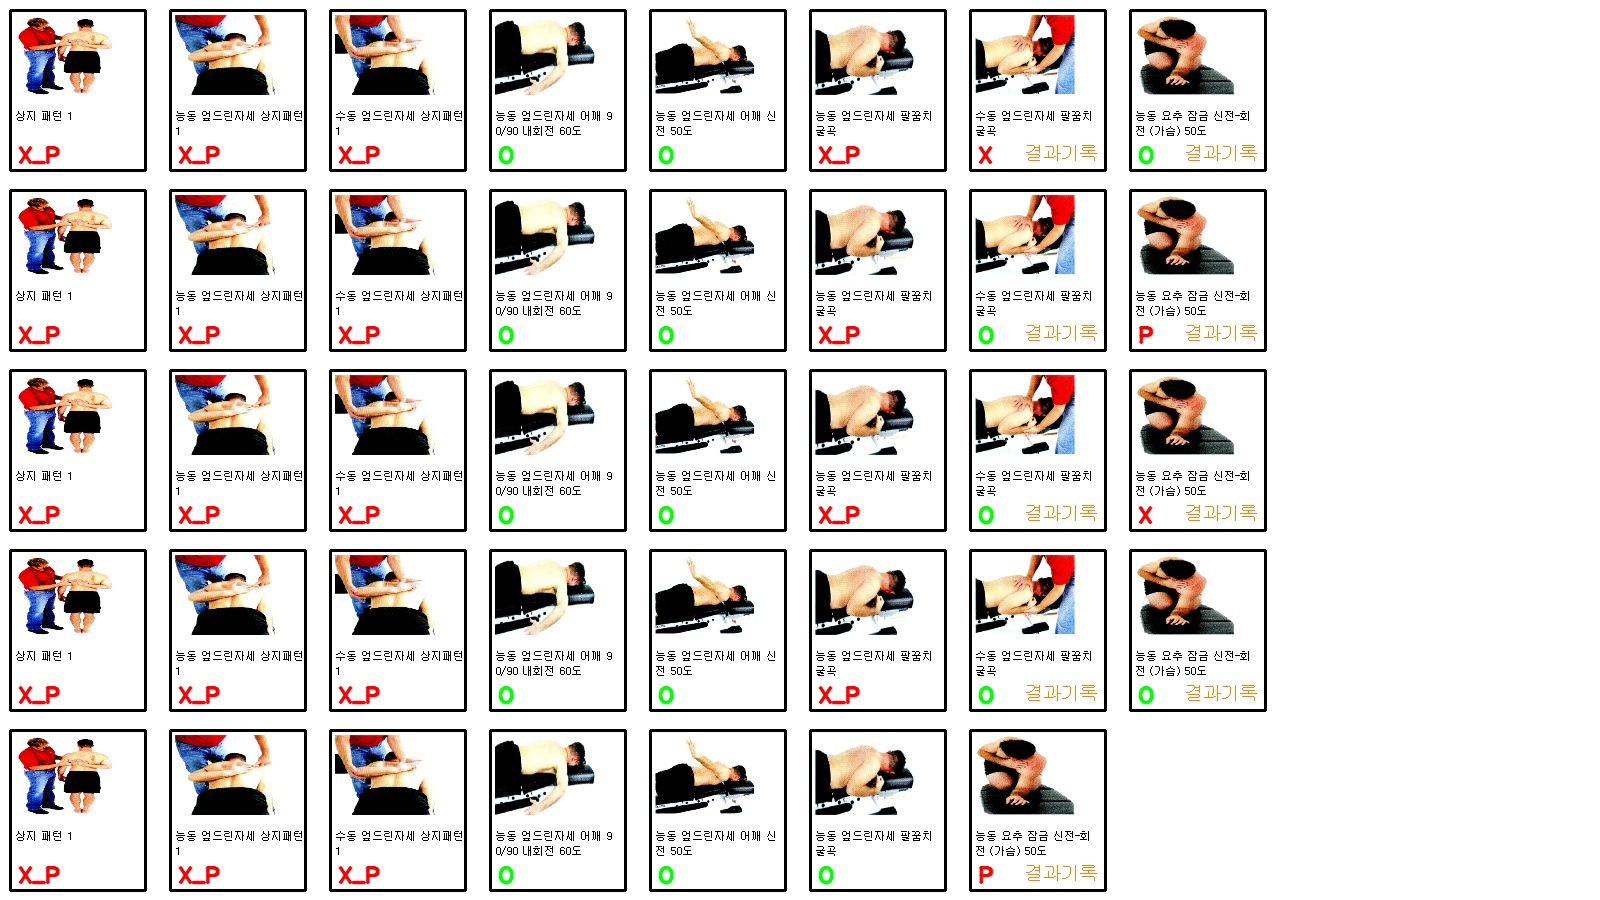 상지 패턴 1
X_P
능동 엎드린자세 상지패턴
1
X_P
수동 엎드린자세 상지패턴
1
X_P
능동 엎드린자세 어깨 9
0/90 내회전 60도
O
능동 엎드린자세 어깨 신
전 50도
O
능동 엎드린자세 팔꿈치
굴곡
X_P
수동 엎드린자세 팔꿈치
굴곡
X 결과기록
능동 요추 잠금 신전-회
전 (가슴) 50도
O 결과기록
상지 패턴 1
X_P
능동 엎드린자세 상지패턴
1
X_P
수동 엎드린자세 상지패턴
1
X_P
능동 엎드린자세 어깨 9
0/90 내회전 60도
O
능동 엎드린자세 어깨 신
전 50도
O
능동 엎드린자세 팔꿈치
굴곡
X_P
수동 엎드린자세 팔꿈치
굴곡
O 결과기록
능동 요추 잠금 신전-회
전 (가슴) 50도
P 결과기록
상지 패턴 1
X_P
능동 엎드린자세 상지패턴
1
X_P
수동 엎드린자세 상지패턴
1
X_P
능동 엎드린자세 어깨 9
0/90 내회전 60도
O
능동 엎드린자세 어깨 신
전 50도
O
능동 엎드린자세 팔꿈치
굴곡
X_P
수동 엎드린자세 팔꿈치
굴곡
O 결과기록
능동 요추 잠금 신전-회
전 (가슴) 50도
X 결과기록
상지 패턴 1
X_P
능동 엎드린자세 상지패턴
1
X_P
수동 엎드린자세 상지패턴
1
X_P
능동 엎드린자세 어깨 9
0/90 내회전 60도
O
능동 엎드린자세 어깨 신
전 50도
O
능동 엎드린자세 팔꿈치
굴곡
X_P
수동 엎드린자세 팔꿈치
굴곡
O 결과기록
능동 요추 잠금 신전-회
전 (가슴) 50도
O 결과기록
상지 패턴 1
X_P
능동 엎드린자세 상지패턴
1
X_P
수동 엎드린자세 상지패턴
1
X_P
능동 엎드린자세 어깨 9
0/90 내회전 60도
O
능동 엎드린자세 어깨 신
전 50도
O
능동 엎드린자세 팔꿈치
굴곡
O
능동 요추 잠금 신전-회
전 (가슴) 50도
P 결과기록